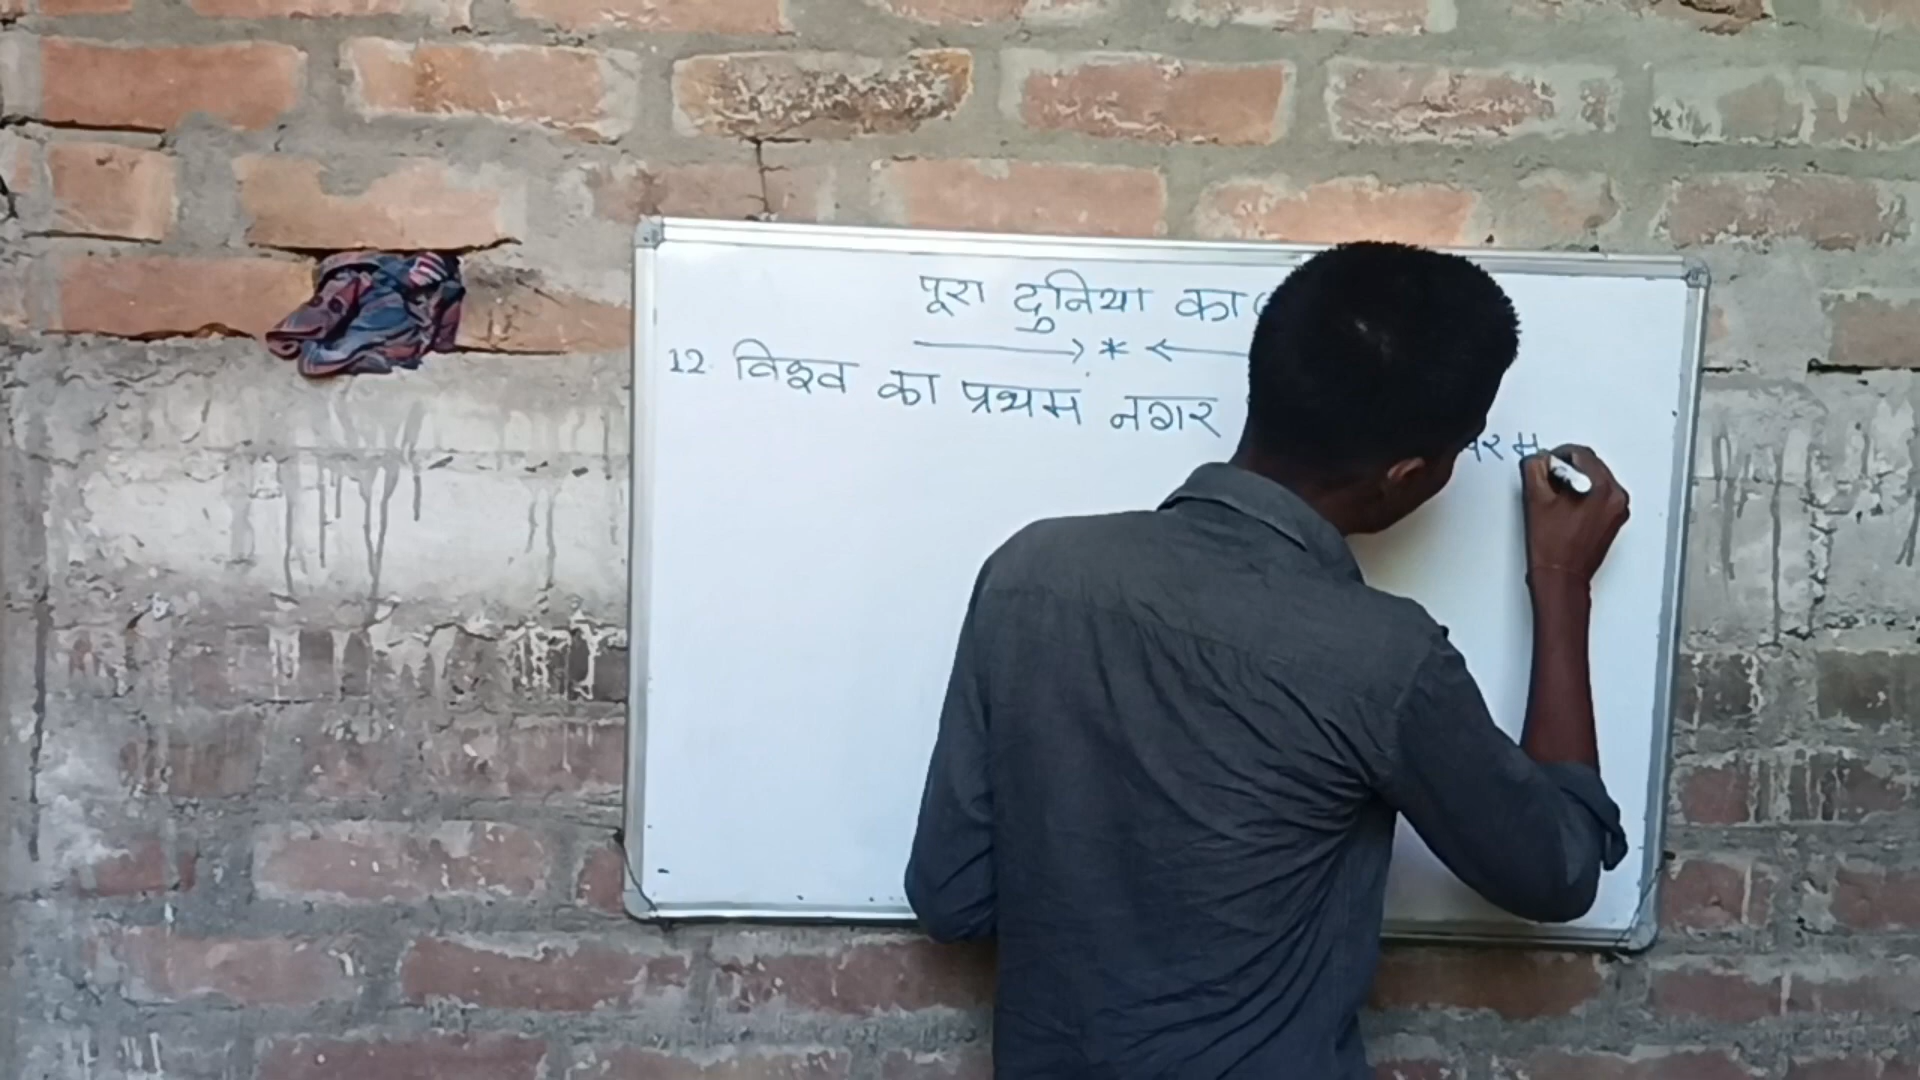 पूरा दुनिया का
→ * ←
12. विश्व का प्रथम नगर